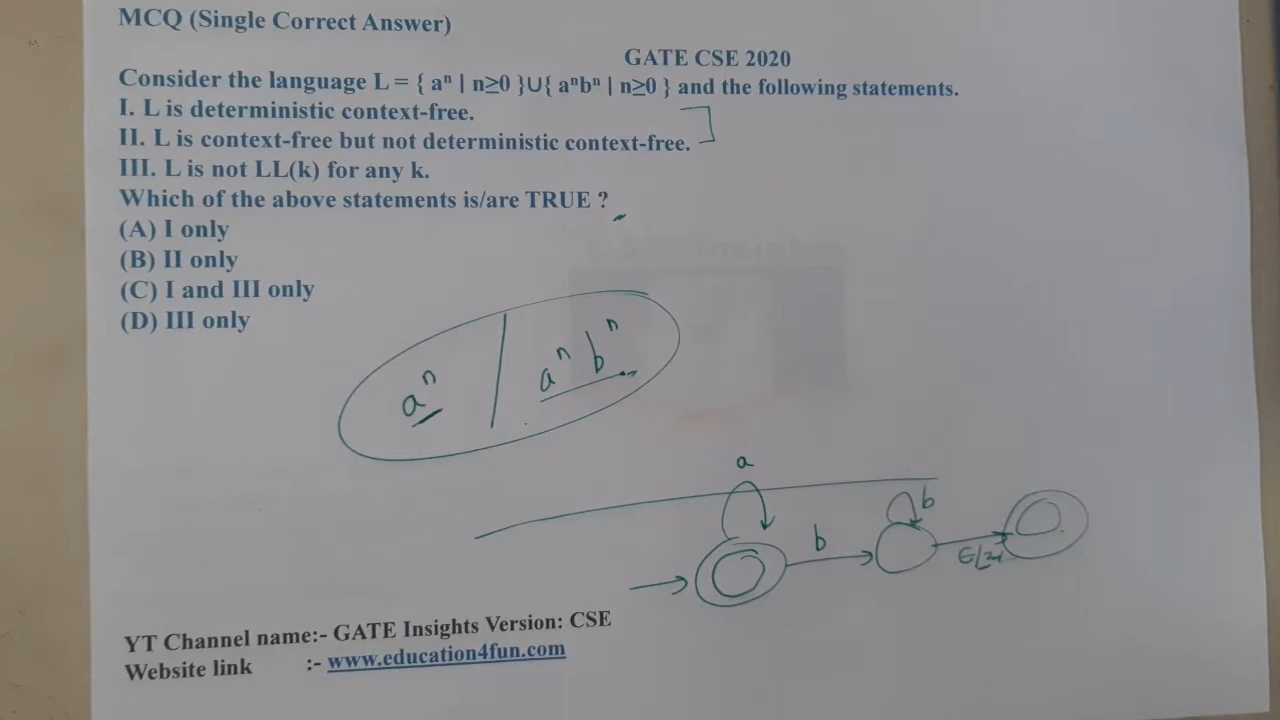 MCQ (Single Correct Answer)
GATE CSE 2020
Consider the language L = { aⁿ | n≥0 }∪{ aⁿbⁿ | n≥0 } and the following statements.
I. L is deterministic context-free.
II. L is context-free but not deterministic context-free.
III. L is not LL(k) for any k.
Which of the above statements is/are TRUE ?
(A) I only
(B) II only
(C) I and III only
(D) III only
aⁿ / aⁿ bⁿ
a
b
b
YT Channel name:- GATE Insights Version: CSE
Website link :- www.education4fun.com